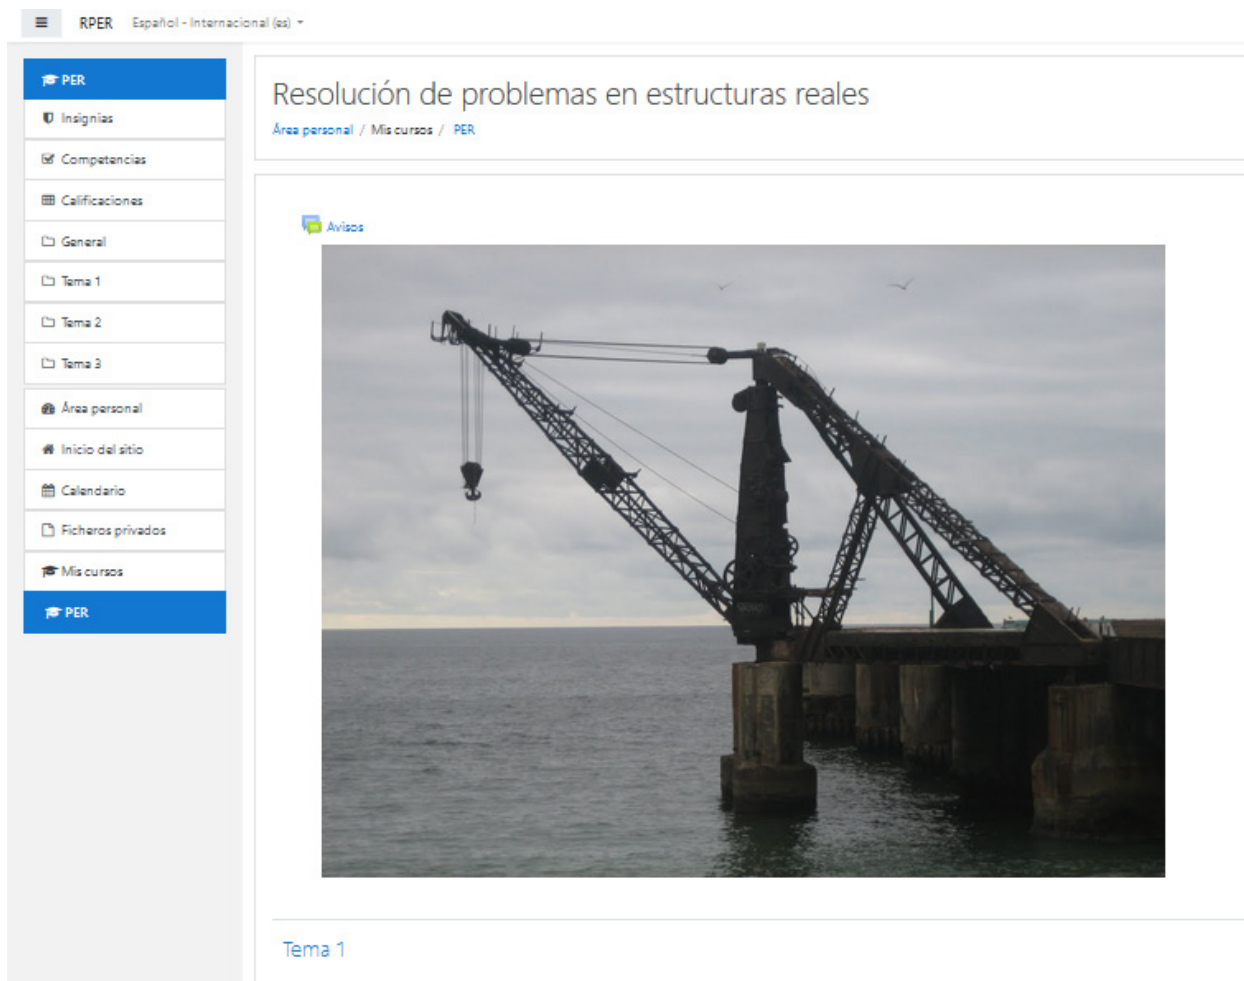 RPER Español - Internacional (es)
PER
Insignias
Competencias
Calificaciones
General
Tema 1
Tema 2
Tema 3
Área personal
Inicio del sitio
Calendario
Ficheros privados
Mis cursos
PER
Resolución de problemas en estructuras reales
Área personal / Mis cursos / PER
Avisos
Tema 1